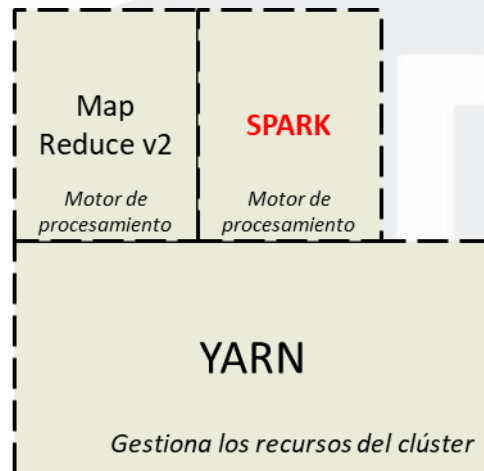 Map
Reduce v2
Motor de
procesamiento
SPARK
Motor de
procesamiento
YARN
Gestiona los recursos del clúster